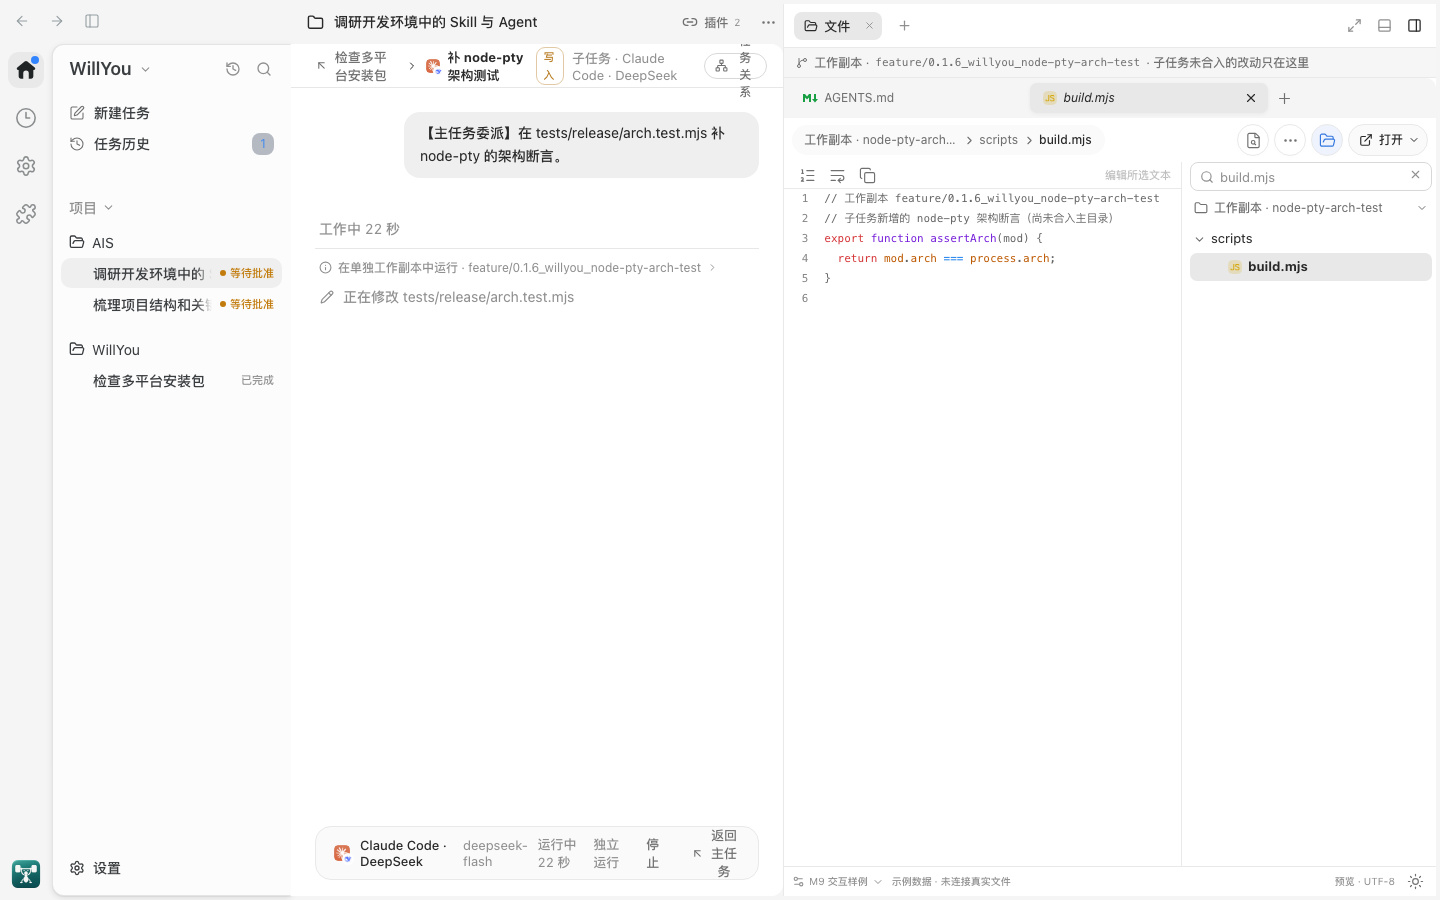 调研开发环境中的 Skill 与 Agent
插件 2
文件
WillYou
检查多平
台安装包
补 node-pty
架构测试
写
入
子任务 · Claude
Code · DeepSeek
务
关
系
工作副本 · feature/0.1.6_willyou_node-pty-arch-test · 子任务未合入的改动只在这里
AGENTS.md
build.mjs
新建任务
任务历史
1
项目
AIS
调研开发环境中的
等待批准
梳理项目结构和关
等待批准
WillYou
检查多平台安装包
已完成
设置
【主任务委派】在 tests/release/arch.test.mjs 补
node-pty 的架构断言。
工作中 22 秒
在单独工作副本中运行 · feature/0.1.6_willyou_node-pty-arch-test
正在修改 tests/release/arch.test.mjs
Claude Code ·
DeepSeek
deepseek-
flash
运行中
22 秒
独立
运行
停
止
返回
主任
务
工作副本 · node-pty-arch...
scripts
build.mjs
打开
编辑所选文本
1 // 工作副本 feature/0.1.6_willyou_node-pty-arch-test
2 // 子任务新增的 node-pty 架构断言（尚未合入主目录）
3 export function assertArch(mod) {
4 return mod.arch === process.arch;
5 }
6
build.mjs
工作副本 · node-pty-arch-test
scripts
JS build.mjs
M9 交互样例
示例数据 · 未连接真实文件
预览 · UTF-8